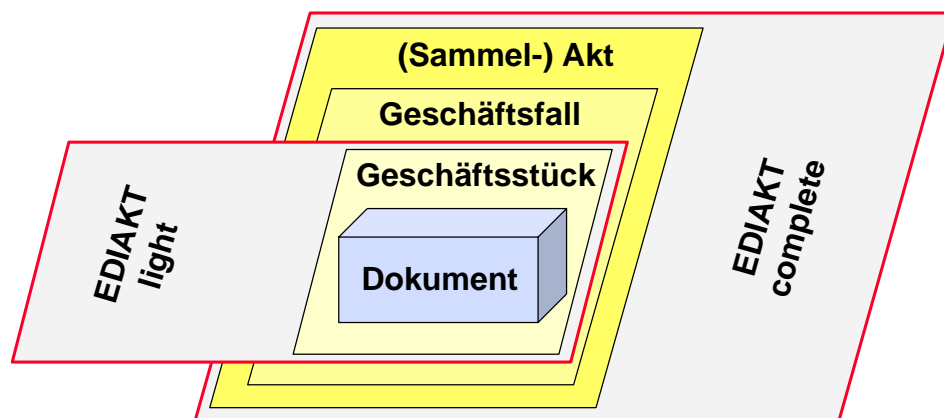 (Sammel-) Akt
Geschäftsfall
Geschäftsstück
Dokument
EDIAKT
light
EDIAKT
complete